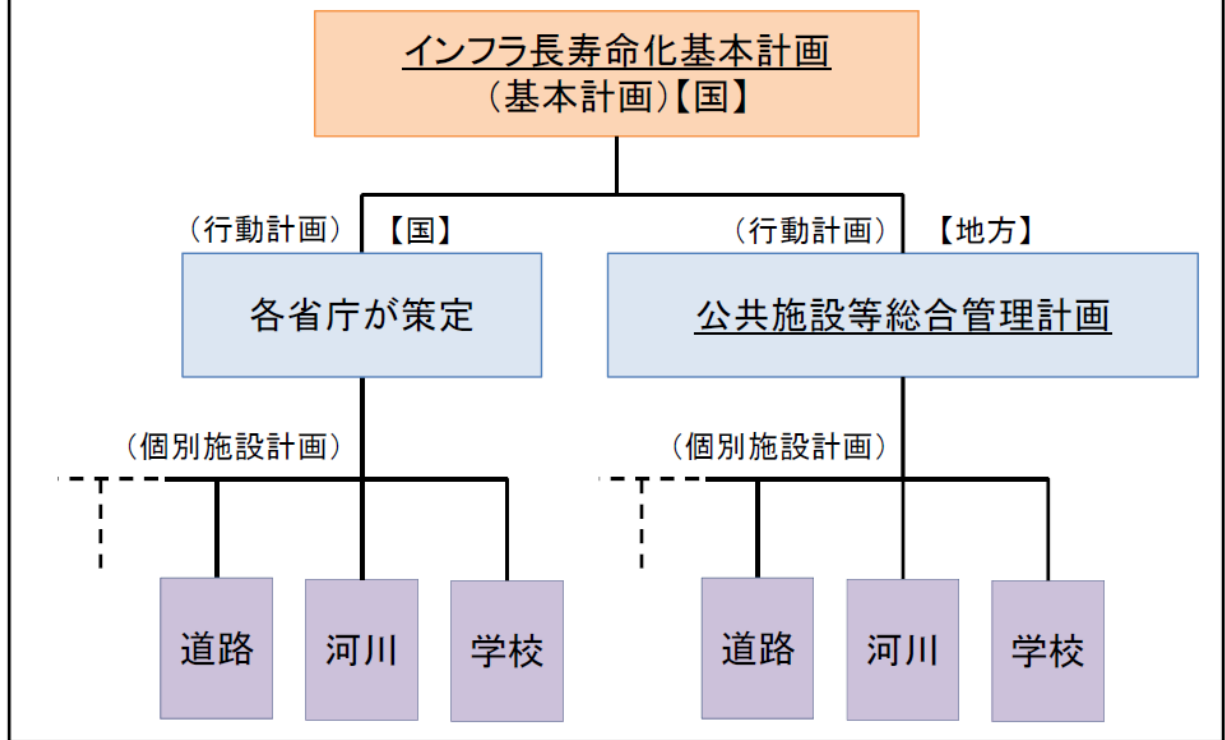 インフラ長寿命化基本計画
（基本計画）【国】
（行動計画） 【国】
（行動計画） 【地方】
各省庁が策定
公共施設等総合管理計画
（個別施設計画）
（個別施設計画）
道路
河川
学校
道路
河川
学校